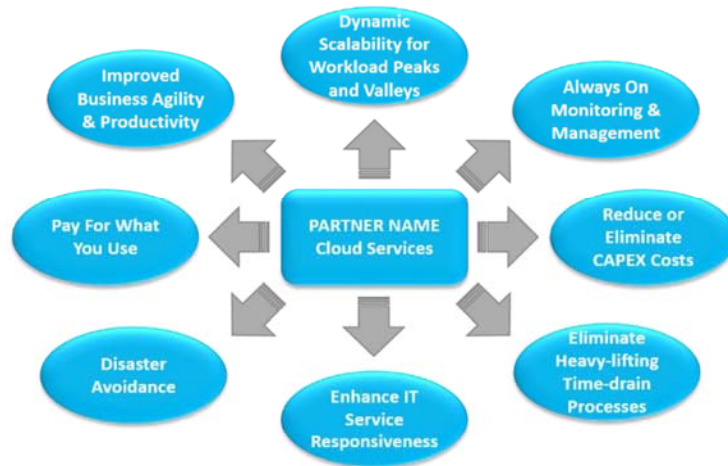 Dynamic
Scalability for
Workload Peaks
and Valleys
Improved
Business Agility
& Productivity
Always On
Monitoring &
Management
Pay For What
You Use
PARTNER NAME
Cloud Services
Reduce or
Eliminate
CAPEX Costs
Disaster
Avoidance
Enhance IT
Service
Responsiveness
Eliminate
Heavy-lifting
Time-drain
Processes